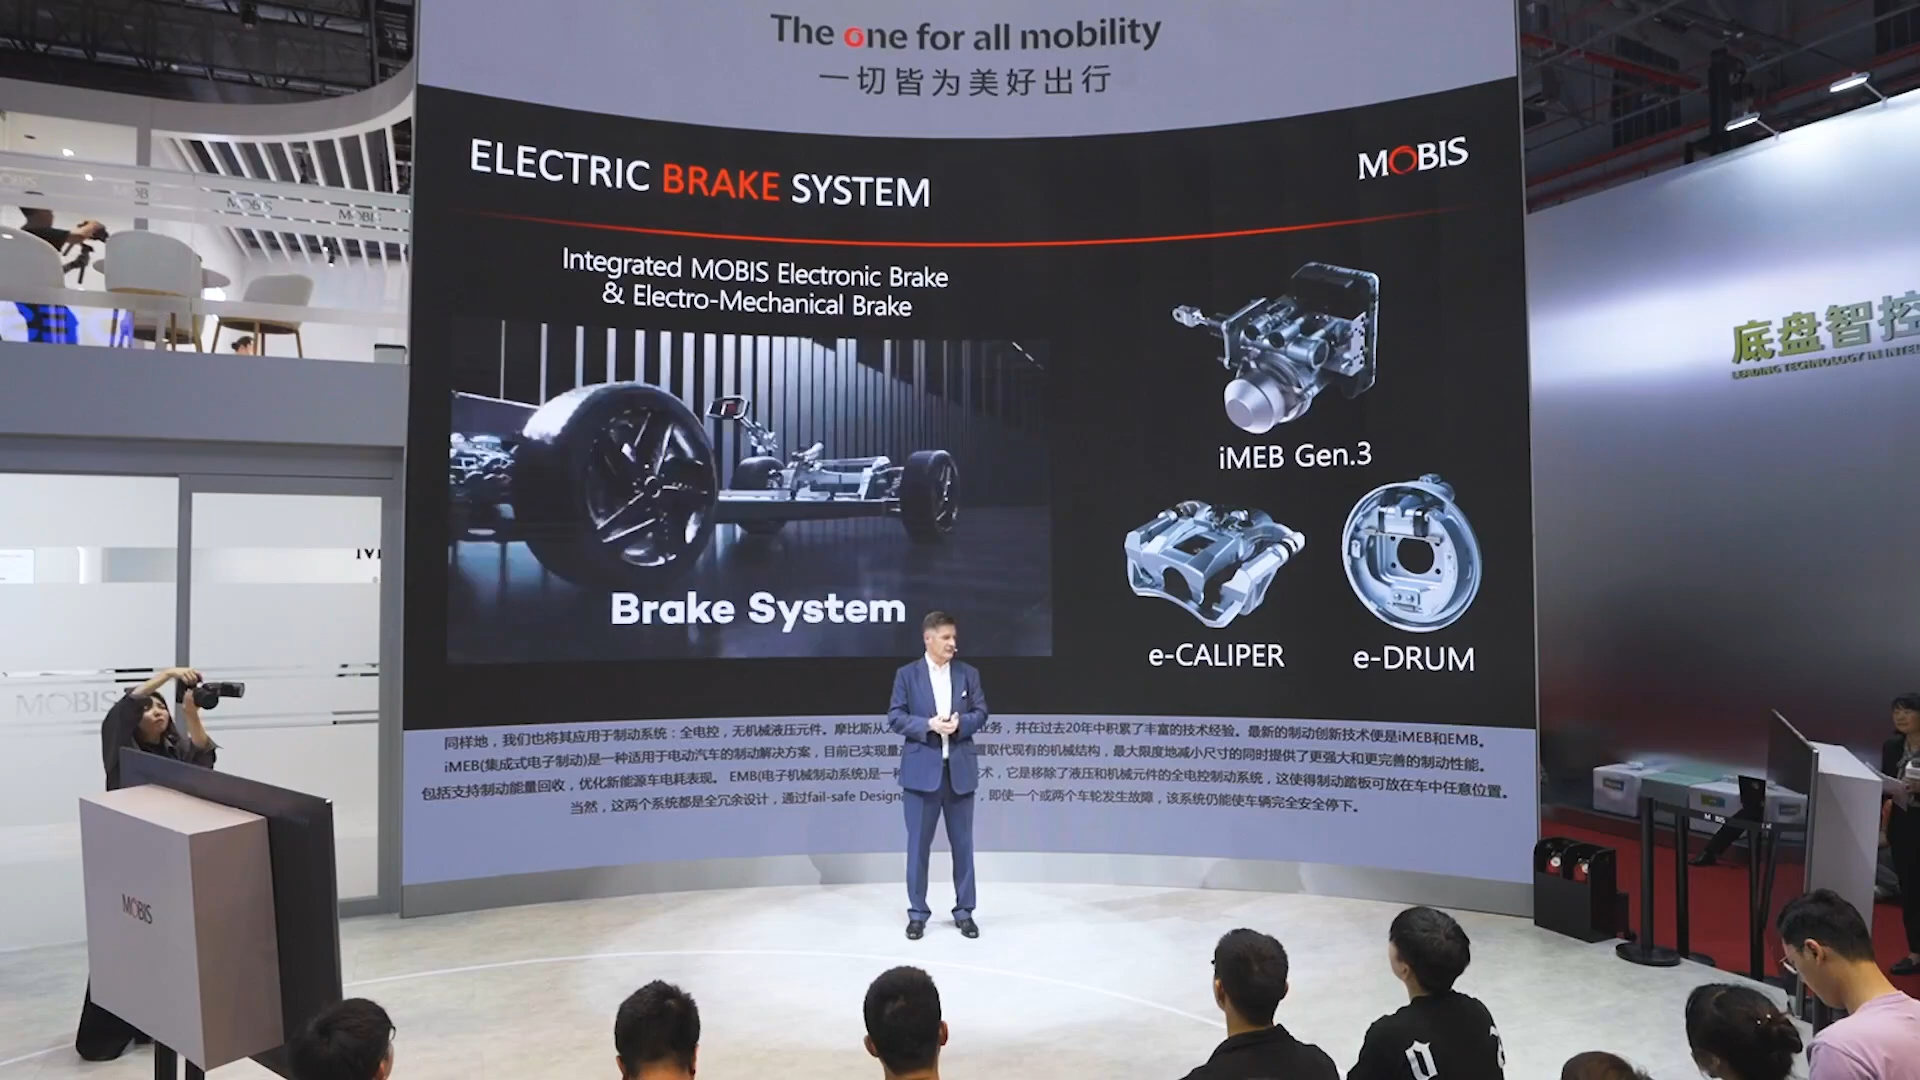 The one for all mobility
一切皆为美好出行
ELECTRIC BRAKE SYSTEM
MOBIS
Integrated MOBIS Electronic Brake
& Electro-Mechanical Brake
Brake System
iMEB Gen.3
e-CALIPER
e-DRUM
同样地，我们也将其应用于制动系统：全电控，无机械液压元件。摩比斯从 业务，并在过去20年中积累了丰富的技术经验。最新的制动创新技术便是iMEB和EMB。
iMEB(集成式电子制动)是一种适用于电动汽车的制动解决方案，目前已实现量 置取代现有的机械结构，最大限度地减小尺寸的同时提供了更强大和更完善的制动性能。
包括支持制动能量回收，优化新能源车电耗表现。 EMB(电子机械制动系统)是一 术，它是移除了液压和机械元件的全电控制动系统，这使得制动踏板可放在车中任意位置。
当然，这两个系统都是全冗余设计，通过fail-safe Design ，即使一个或两个车轮发生故障，该系统仍能使车辆完全安全停下。
底盘智控
LEADING TECHNOLOGY IN
MOBIS
MOBIS
MOBIS
MOBIS
MOBIS